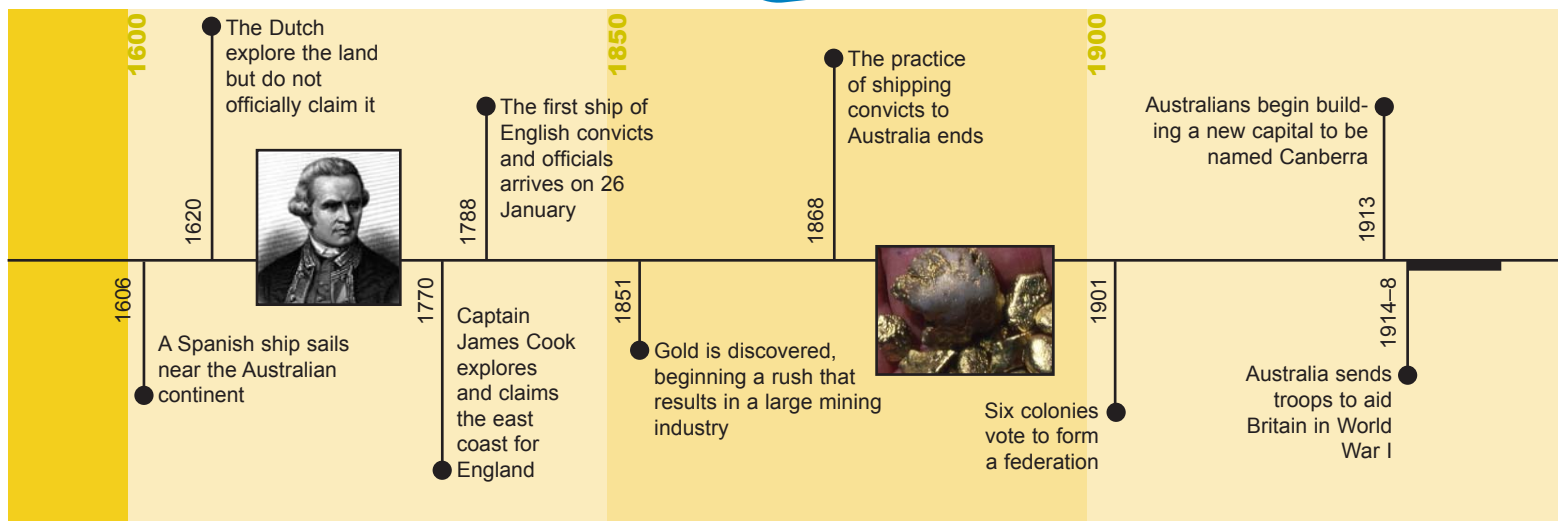 1600
1850
1900
The Dutch
explore the land
but do not
officially claim it
1620
The first ship of
English convicts
and officials
arrives on 26
January
1788
The practice
of shipping
convicts to
Australia ends
1868
Australians begin build-
ing a new capital to be
named Canberra
1913
1606
A Spanish ship sails
near the Australian
continent
1770
Captain
James Cook
explores
and claims
the east
coast for
England
1851
Gold is discovered,
beginning a rush that
results in a large mining
industry
1901
Six colonies
vote to form
a federation
1914–8
Australia sends
troops to aid
Britain in World
War I